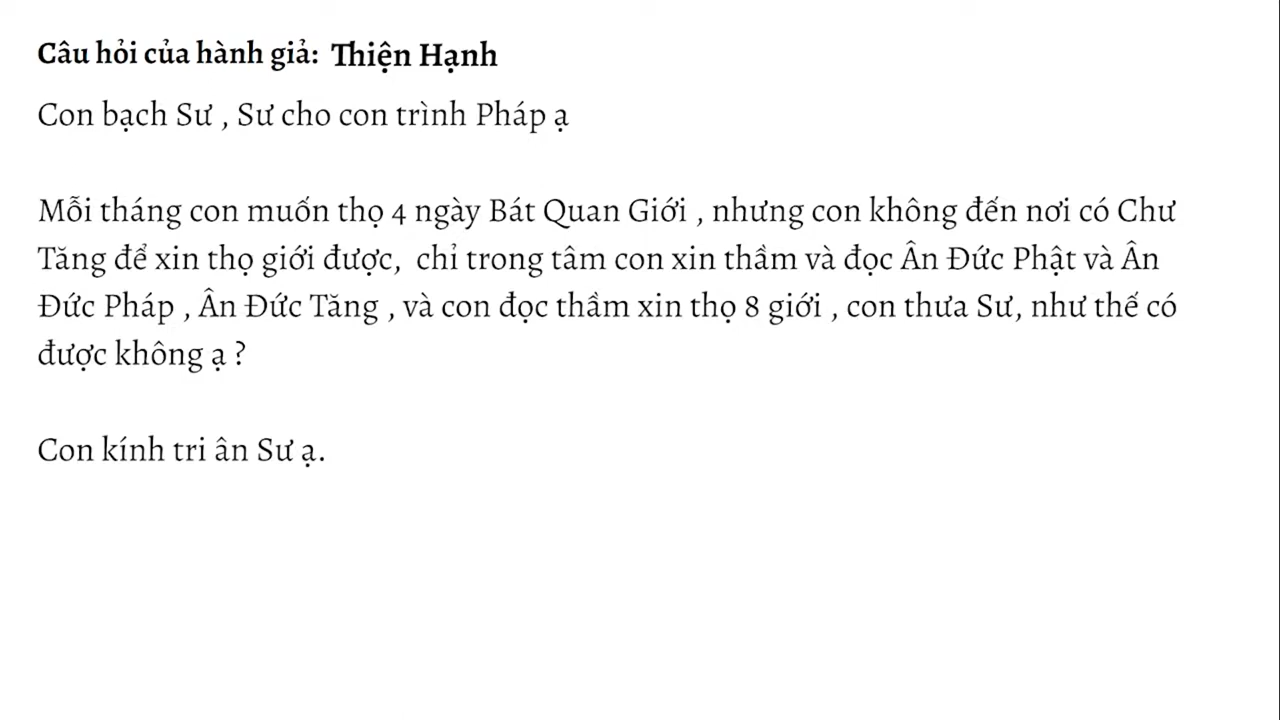 Câu hỏi của hành giả: Thiện Hạnh
Con bạch Sư , Sư cho con trình Pháp ạ
Mỗi tháng con muốn thọ 4 ngày Bát Quan Giới , nhưng con không đến nơi có Chư
Tăng để xin thọ giới được, chỉ trong tâm con xin thầm và đọc Ân Đức Phật và Ân
Đức Pháp , Ân Đức Tăng , và con đọc thầm xin thọ 8 giới , con thưa Sư, như thế có
được không ạ ?
Con kính tri ân Sư ạ.